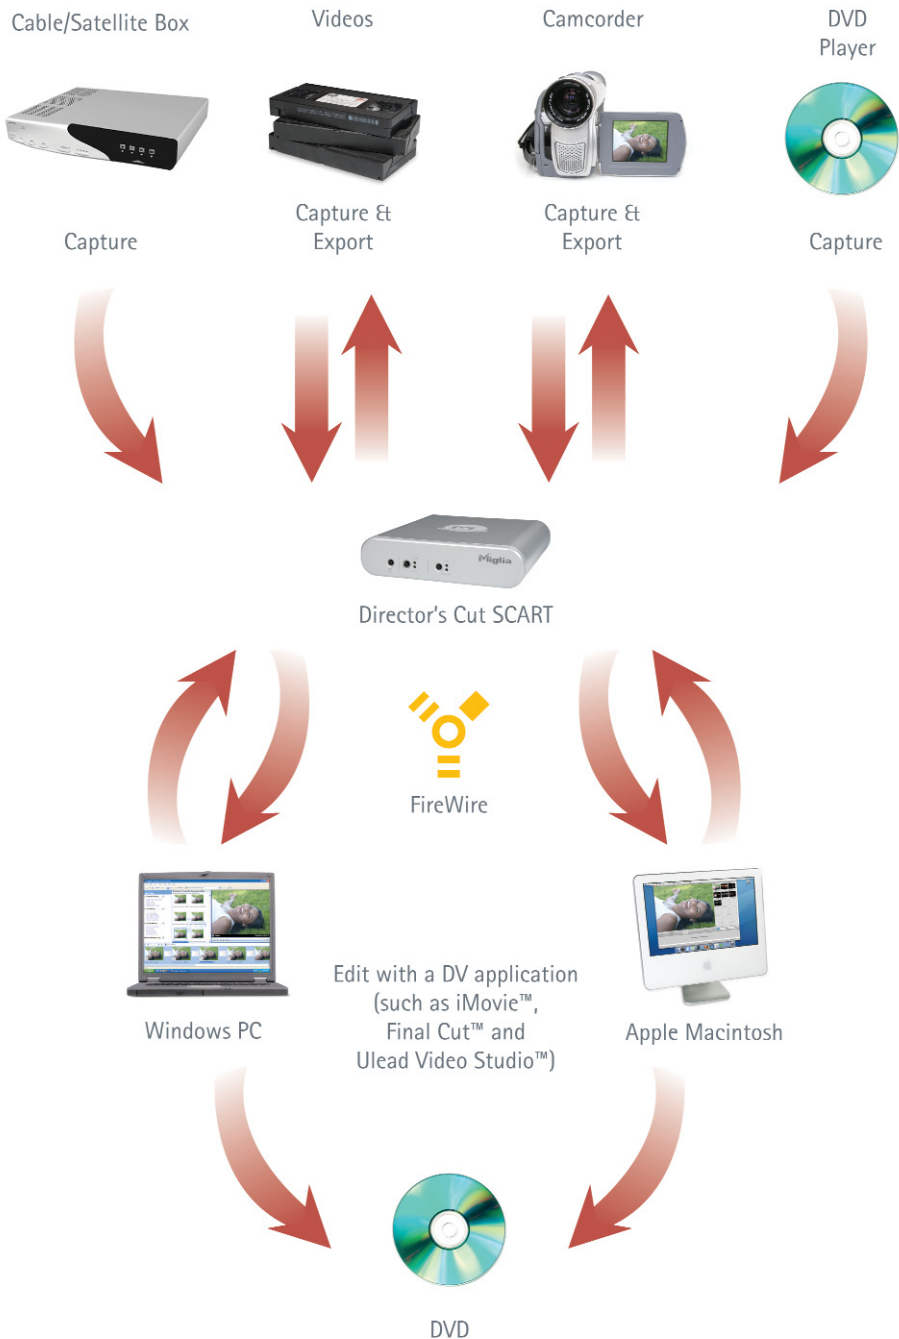 Cable/Satellite Box
Videos
Camcorder
DVD
Player
Capture
Capture &
Export
Capture &
Export
Capture
Miglia
Director's Cut SCART
FireWire
Windows PC
Edit with a DV application
(such as iMovie™,
Final Cut™ and
Ulead Video Studio™)
Apple Macintosh
DVD